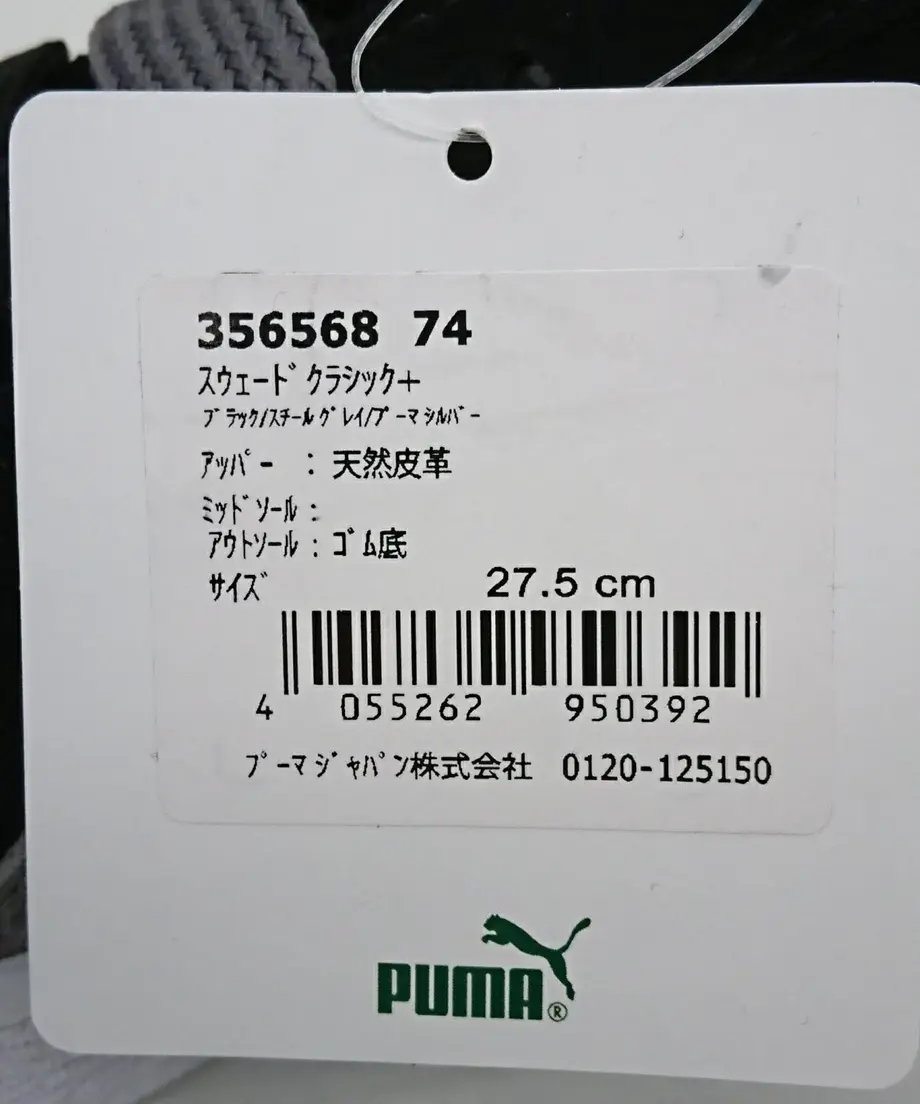 356568 74
スウェード クラシック+
ブラック/スチール グレイ/プーマ シルバー
アッパー : 天然皮革
ミッドソール :
アウトソール : ゴム底
サイズ 27.5 cm
4 055262 950392
プーマ ジャパン株式会社 0120-125150
PUMA®